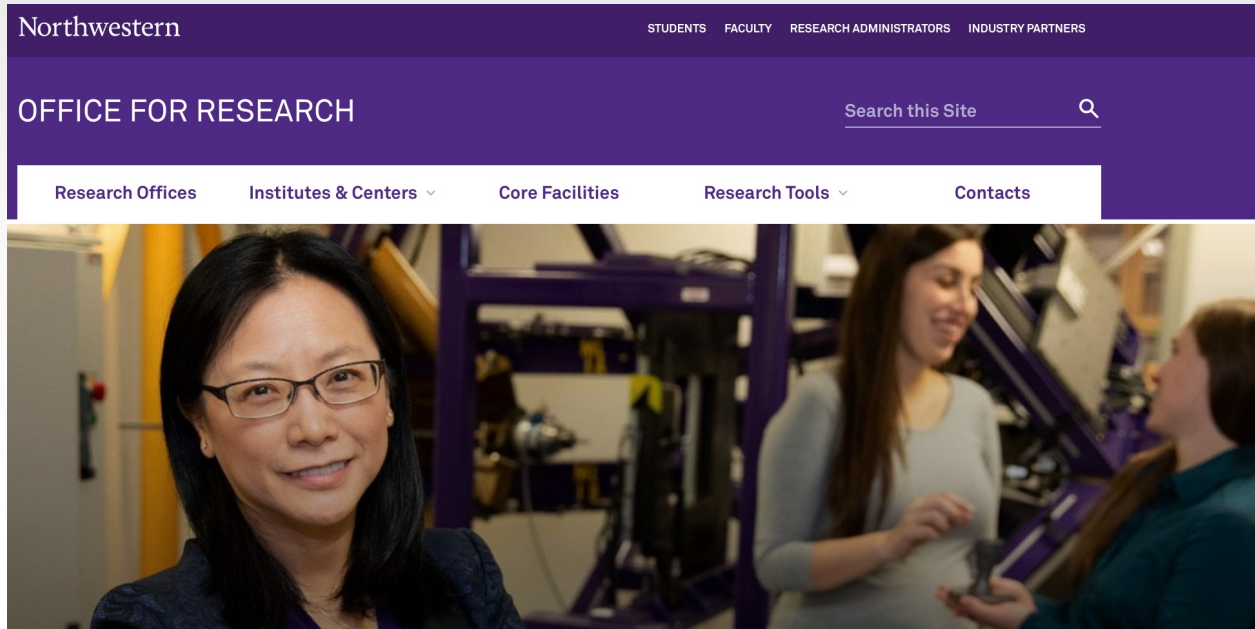 Northwestern
STUDENTS FACULTY RESEARCH ADMINISTRATORS INDUSTRY PARTNERS
OFFICE FOR RESEARCH
Search this Site
Research Offices Institutes & Centers Core Facilities Research Tools Contacts